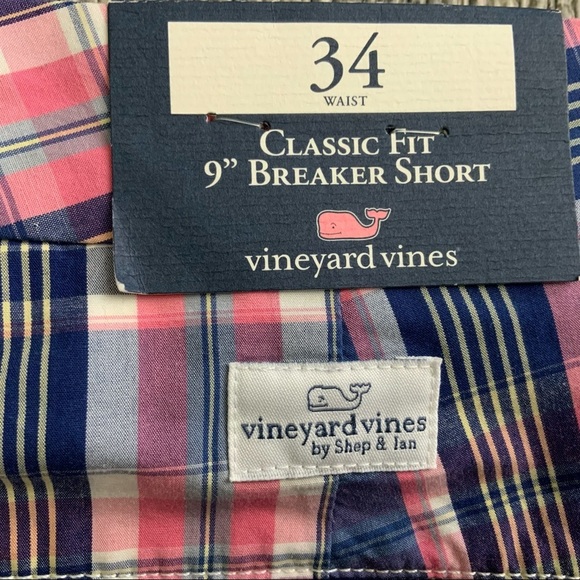 34
WAIST
CLASSIC FIT
9” BREAKER SHORT
vineyard vines®
vineyard vines
by Shep & Ian